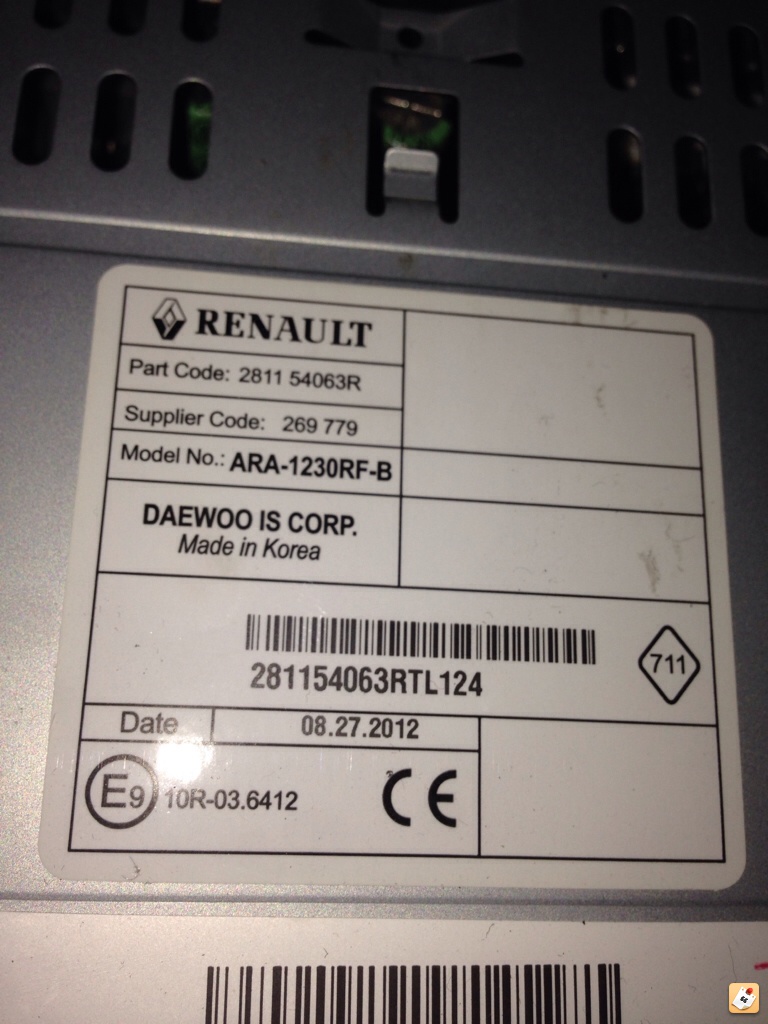 RENAULT
Part Code: 2811 54063R
Supplier Code: 269 779
Model No.: ARA-1230RF-B
DAEWOO IS CORP.
Made in Korea
281154063RTL124
711
Date 08.27.2012
E9 10R-03.6412 CE